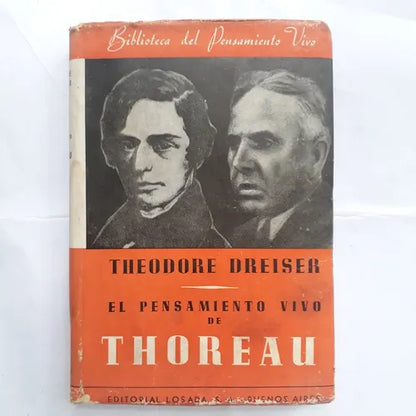 Biblioteca del Pensamiento Vivo
THEODORE DREISER
EL PENSAMIENTO VIVO
DE
THOREAU
EDITORIAL LOSADA S. A. - BUENOS AIRES